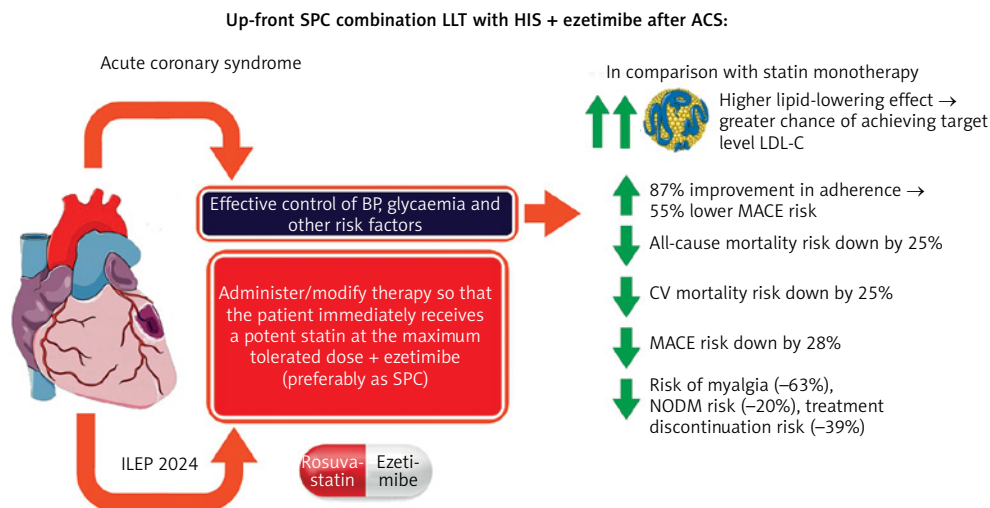 Up-front SPC combination LLT with HIS + ezetimibe after ACS:
Acute coronary syndrome
Effective control of BP, glycaemia and
other risk factors
Administer/modify therapy so that
the patient immediately receives
a potent statin at the maximum
tolerated dose + ezetimibe
(preferably as SPC)
ILEP 2024
Rosuva-
statin
Ezeti-
mibe
In comparison with statin monotherapy
Higher lipid-lowering effect →
greater chance of achieving target
level LDL-C
87% improvement in adherence →
55% lower MACE risk
All-cause mortality risk down by 25%
CV mortality risk down by 25%
MACE risk down by 28%
Risk of myalgia (–63%),
NODM risk (–20%), treatment
discontinuation risk (–39%)